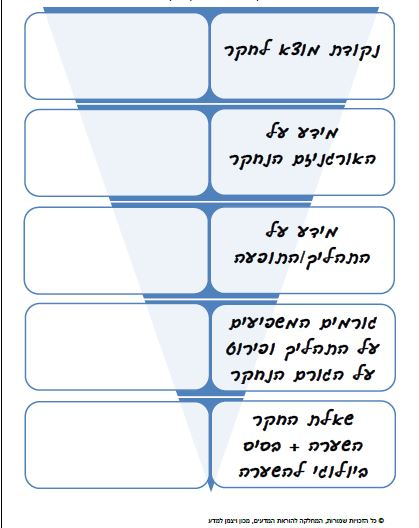 נקודת מוצא לחקר
מידע על
האורגניזם הנחקר
מידע על
התהליך/התופעה
גורמים המשפיעים
על התהליך ופירוט
על הגורם הנחקר
שאלת החקר
השערה + בסיס
ביולוגי להשערה
© כל הזכויות שמורות, המחלקה להוראת המדעים, מכון ויצמן למדע